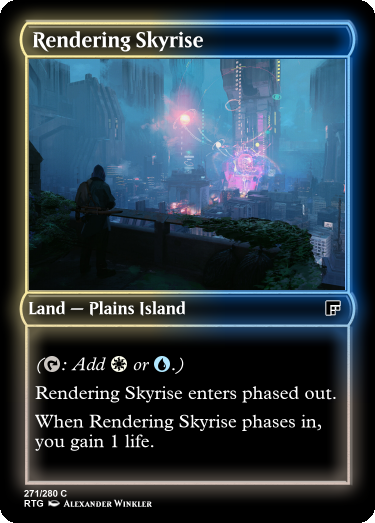 Rendering Skyrise
Land — Plains Island
(: Add or .)
Rendering Skyrise enters phased out.
When Rendering Skyrise phases in,
you gain 1 life.
271/280 C
RTG Alexander Winkler